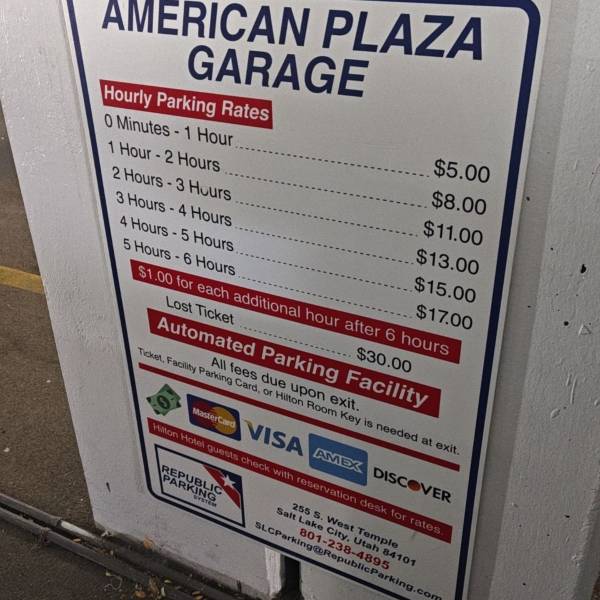 AMERICAN PLAZA
GARAGE
Hourly Parking Rates
0 Minutes - 1 Hour $5.00
1 Hour - 2 Hours $8.00
2 Hours - 3 Hours $11.00
3 Hours - 4 Hours $13.00
4 Hours - 5 Hours $15.00
5 Hours - 6 Hours $17.00
$1.00 for each additional hour after 6 hours
Lost Ticket $30.00
Automated Parking Facility
All fees due upon exit.
Ticket, Facility Parking Card, or Hilton Room Key is needed at exit.
MasterCard VISA AMEX DISCOVER
Hilton Hotel guests check with reservation desk for rates.
REPUBLIC
PARKING
SYSTEM
255 S. West Temple
Salt Lake City, Utah 84101
801-238-4895
SLCParking@RepublicParking.com